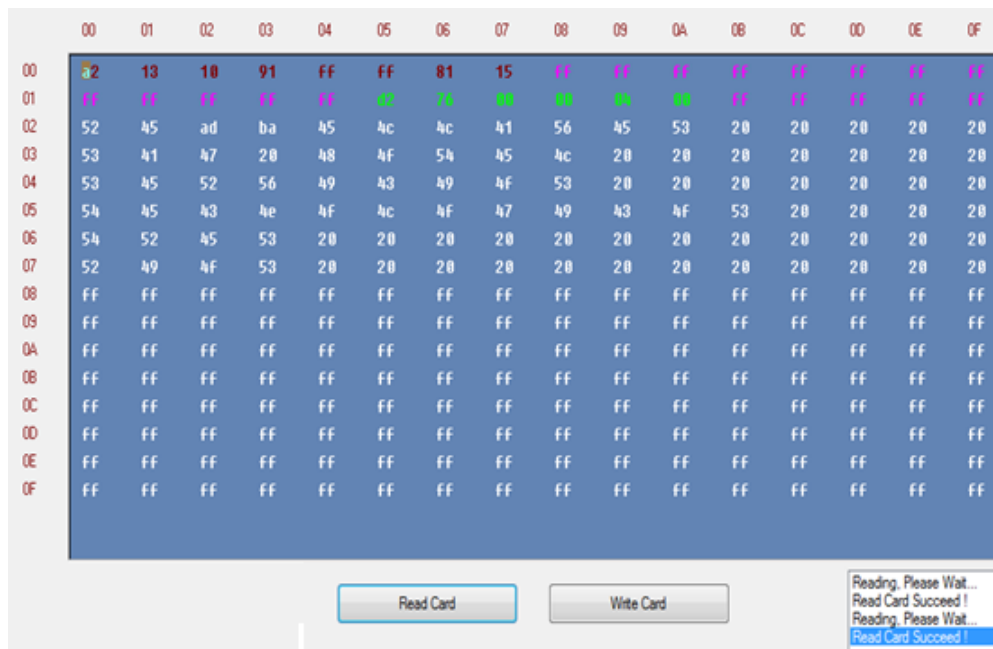 00 01 02 03 04 05 06 07 08 09 0A 0B 0C 0D 0E 0F
00 a2 13 10 91 ff ff 81 15 ff ff ff ff ff ff ff ff
01 ff ff ff ff ff d2 76 00 00 04 00 ff ff ff ff ff
02 52 45 ad ba 45 4c 4c 41 56 45 53 20 20 20 20 20
03 53 41 47 20 48 4f 54 45 4c 20 20 20 20 20 20 20
04 53 45 52 56 49 43 49 4f 53 20 20 20 20 20 20 20
05 54 45 43 4e 4f 4c 4f 47 49 43 4f 53 20 20 20 20
06 54 52 45 53 20 20 20 20 20 20 20 20 20 20 20 20
07 52 49 4f 53 20 20 20 20 20 20 20 20 20 20 20 20
08 ff ff ff ff ff ff ff ff ff ff ff ff ff ff ff ff
09 ff ff ff ff ff ff ff ff ff ff ff ff ff ff ff ff
0A ff ff ff ff ff ff ff ff ff ff ff ff ff ff ff ff
0B ff ff ff ff ff ff ff ff ff ff ff ff ff ff ff ff
0C ff ff ff ff ff ff ff ff ff ff ff ff ff ff ff ff
0D ff ff ff ff ff ff ff ff ff ff ff ff ff ff ff ff
0E ff ff ff ff ff ff ff ff ff ff ff ff ff ff ff ff
0F ff ff ff ff ff ff ff ff ff ff ff ff ff ff ff ff
Read Card
Write Card
Reading, Please Wait...
Read Card Succeed !
Reading, Please Wait...
Read Card Succeed !